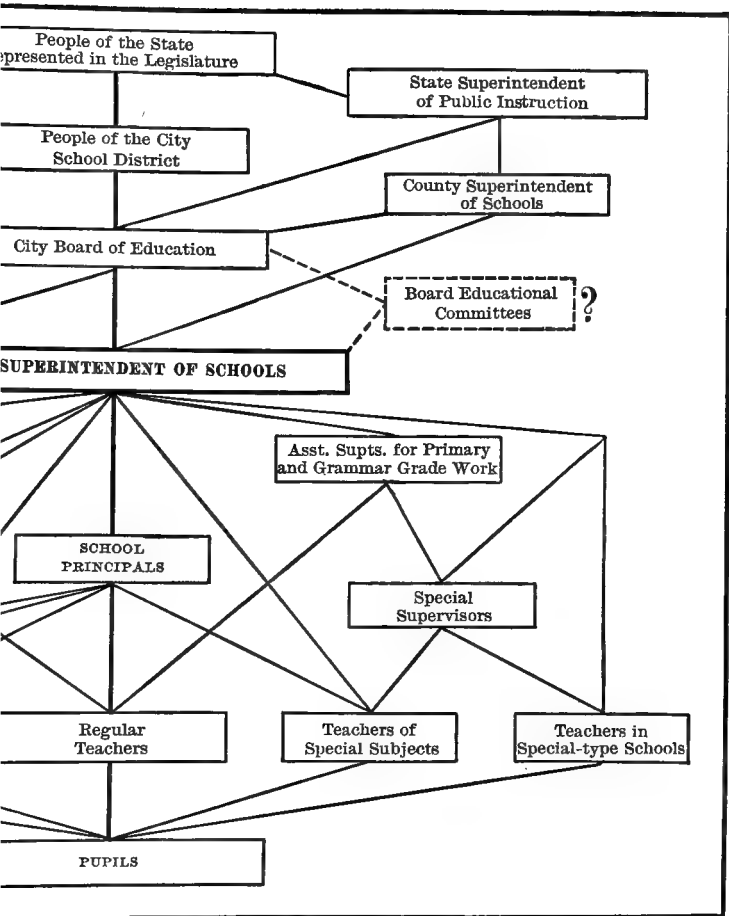 People of the State
epresented in the Legislature
State Superintendent
of Public Instruction
People of the City
School District
County Superintendent
of Schools
City Board of Education
Board Educational
Committees
?
SUPERINTENDENT OF SCHOOLS
Asst. Supts. for Primary
and Grammar Grade Work
SCHOOL
PRINCIPALS
Special
Supervisors
Regular
Teachers
Teachers of
Special Subjects
Teachers in
Special-type Schools
PUPILS